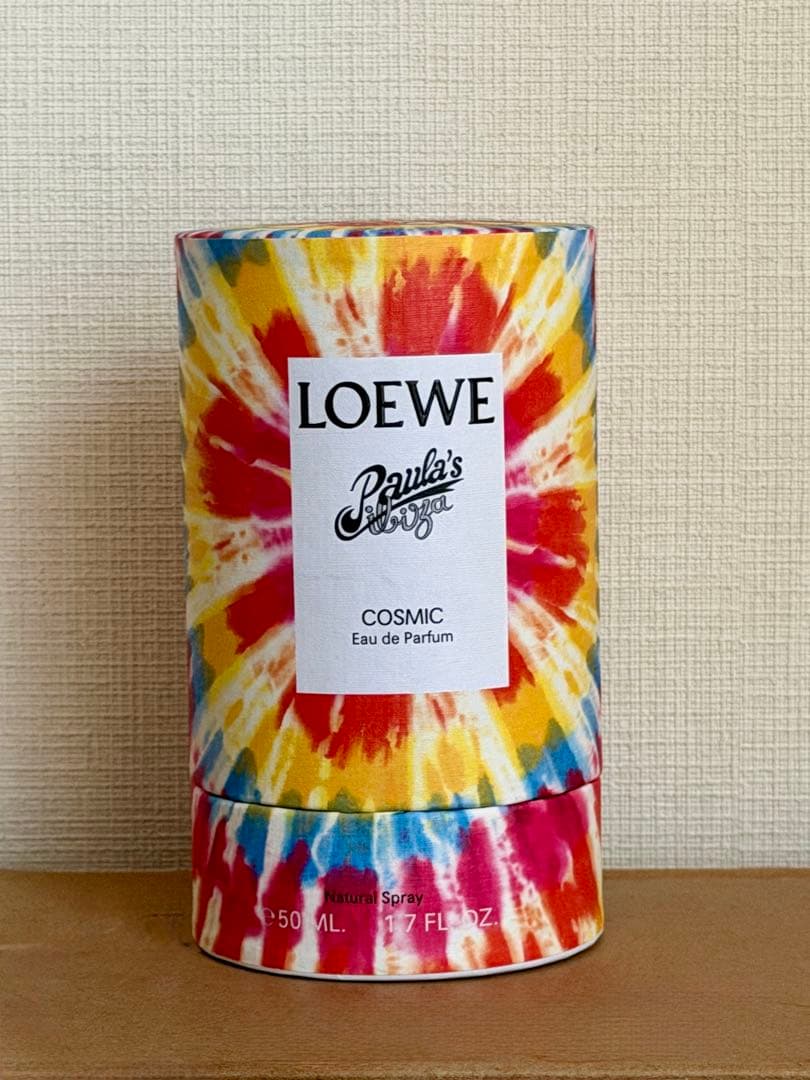 LOEWE
Paula's
ibiza
COSMIC
Eau de Parfum
Natural Spray
℮50 ML. 1.7 FL. OZ.